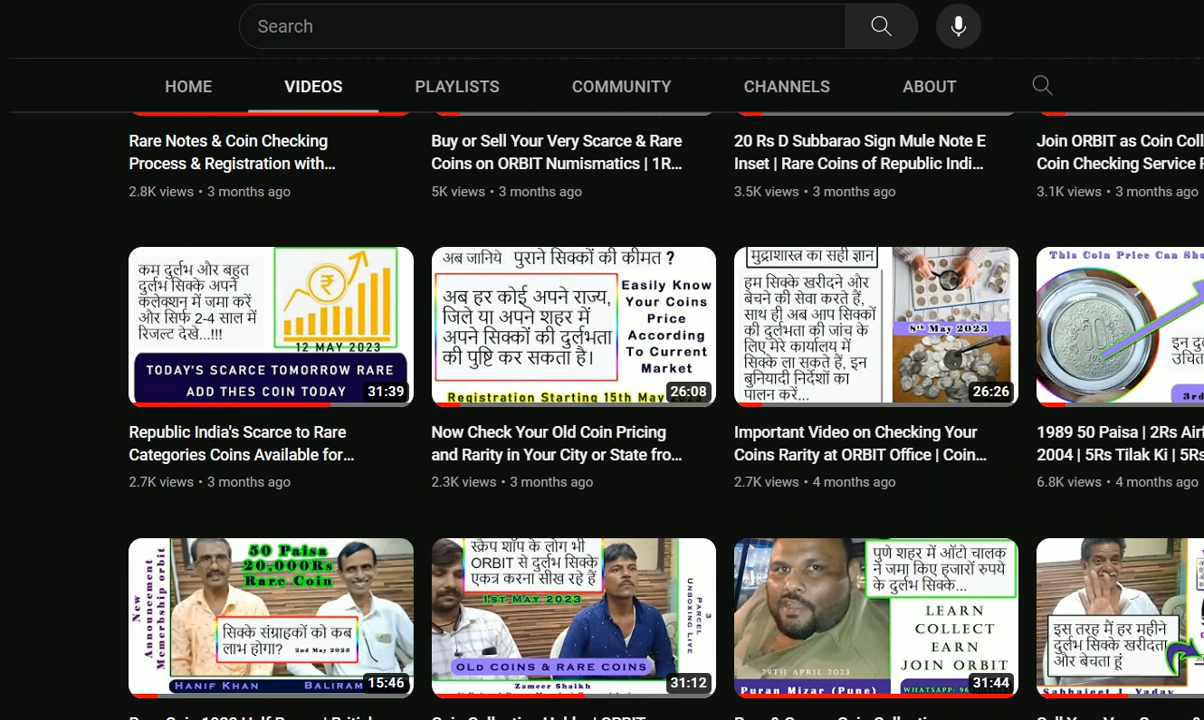 Search
HOME
VIDEOS
PLAYLISTS
COMMUNITY
CHANNELS
ABOUT
Rare Notes & Coin Checking
Process & Registration with...
2.8K views • 3 months ago
Buy or Sell Your Very Scarce & Rare
Coins on ORBIT Numismatics | 1R...
5K views • 3 months ago
20 Rs D Subbarao Sign Mule Note E
Inset | Rare Coins of Republic Indi...
3.5K views • 3 months ago
Join ORBIT as Coin Coll
Coin Checking Service
3.1K views • 3 months ago
कम दुर्लभ और बहुत
दुर्लभ सिक्के अपने
कलेक्शन में जमा करें
और सिर्फ 2-4 साल में
रिजल्ट देखे...!!!
₹
12 MAY 2023
TODAY'S SCARCE TOMORROW RARE
ADD THES COIN TODAY
31:39
Republic India's Scarce to Rare
Categories Coins Available for...
2.7K views • 3 months ago
अब जानिये पुराने सिक्कों की कीमत ?
अब हर कोई अपने राज्य,
जिले या अपने शहर में
अपने सिक्कों की दुर्लभता
की पुष्टि कर सकता है।
Easily Know
Your Coins
Price
According
To Current
Market
Registration Starting 15th May
26:08
Now Check Your Old Coin Pricing
and Rarity in Your City or State fro...
2.3K views • 3 months ago
मुद्राशास्त्र का सही ज्ञान
हम सिक्के खरीदने और
बेचने की सेवा करते हैं,
साथ ही अब आप सिक्कों
की दुर्लभता की जांच के
लिए मेरे कार्यालय में
सिक्के ला सकते हैं, इन
बुनियादी निर्देशों का
पालन करें...
8th May 2023
26:26
Important Video on Checking Your
Coins Rarity at ORBIT Office | Coin...
2.7K views • 4 months ago
This Coin Price Can Sho
50
इन दु
उचित
3rd
1989 50 Paisa | 2Rs Air
2004 | 5Rs Tilak Ki | 5Rs
6.8K views • 4 months ago
New
Announcement
Memerbship orbit
50 Paisa
20,000Rs
Rare Coin
सिक्के संग्राहकों को कब
लाभ होगा? 2nd May 2023
HANIF KHAN BALIRAM
15:46
स्क्रैप शॉप के लोग भी
ORBIT से दुर्लभ सिक्के
एकत्र करना सीख रहे हैं
1ST MAY 2023
3
PARCEL
UNBOXING LIVE
OLD COINS & RARE COINS
Zameer Shaikh
31:12
पुणे शहर में ऑटो चालक
ने जमा किए हजारों रुपये
के दुर्लभ सिक्के...
LEARN
COLLECT
EARN
JOIN ORBIT
29TH APRIL 2023
Puran Mizar (Pune)
WHATSAPP: 96
31:44
इस तरह मैं हर महीने
दुर्लभ सिक्के खरीदता
और बेचता हूं
Sabhajeet L. Yadav